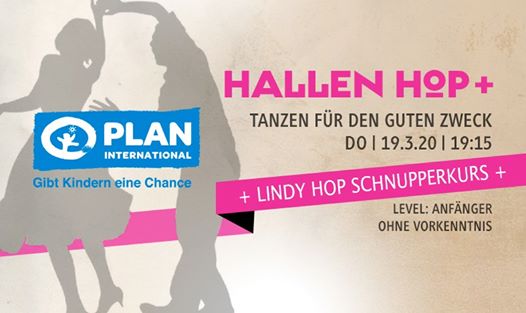 PLAN
INTERNATIONAL
Gibt Kindern eine Chance
HALLEN HOP +
TANZEN FÜR DEN GUTEN ZWECK
DO | 19.3.20 | 19:15
+ LINDY HOP SCHNUPPERKURS +
LEVEL: ANFÄNGER
OHNE VORKENNTNIS